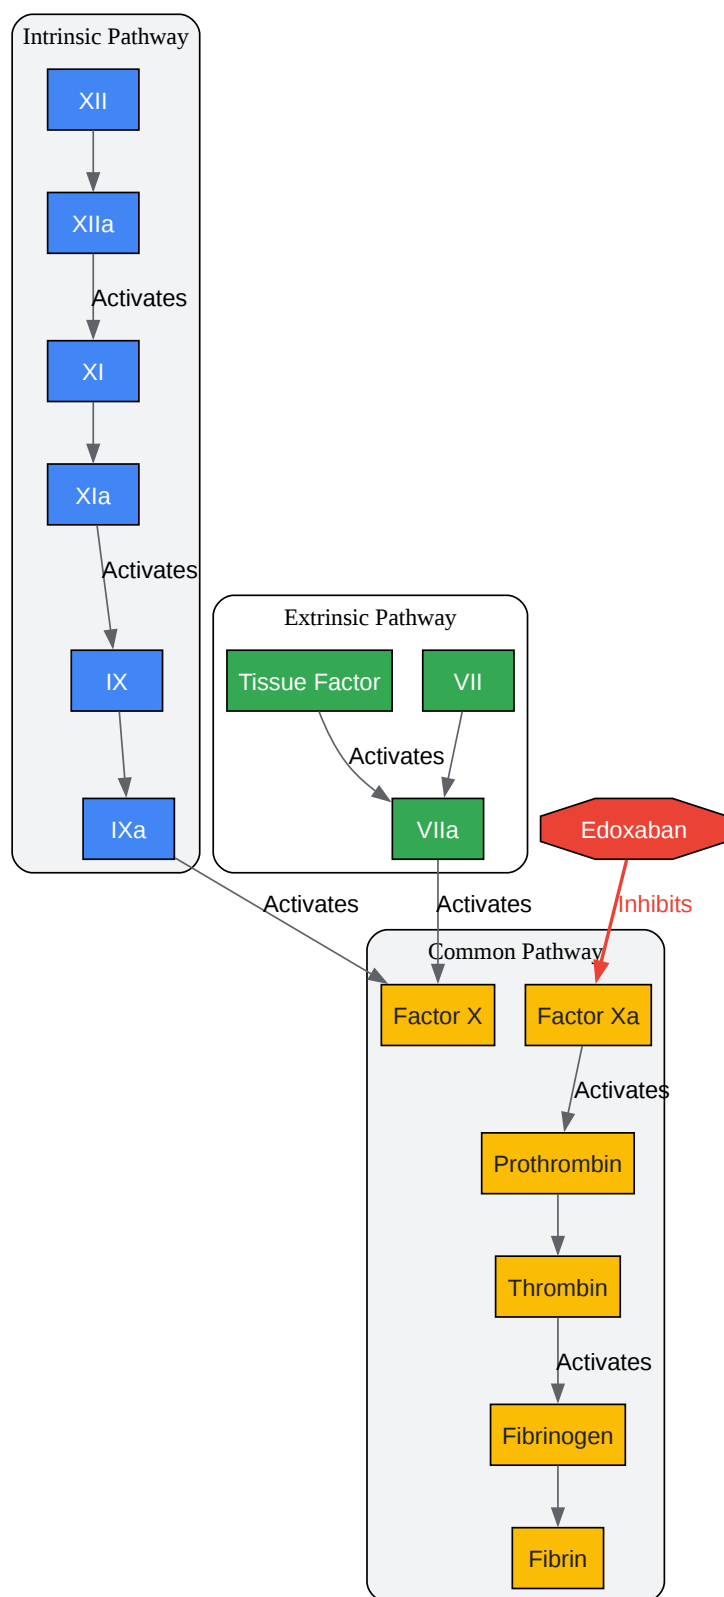 Intrinsic Pathway
XII
XIIa
Activates
XI
XIa
Activates
IX
IXa
Extrinsic Pathway
Tissue Factor
VII
Activates
VIIa
Edoxaban
Activates
Activates
Inhibits
Common Pathway
Factor X
Factor Xa
Activates
Prothrombin
Thrombin
Activates
Fibrinogen
Fibrin